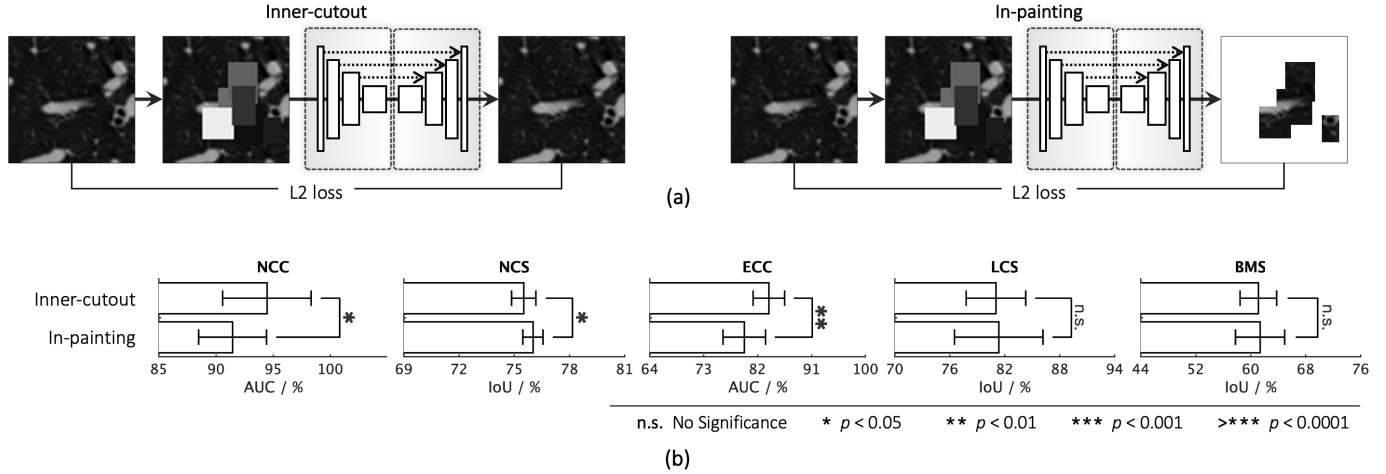 Inner-cutout
In-painting
L2 loss
L2 loss
(a)
NCC
NCS
ECC
LCS
BMS
Inner-cutout
In-painting
*
*
**
n.s.
n.s.
85 90 95 100
69 72 75 78 81
64 73 82 91 100
70 76 82 88 94
44 52 60 68 76
AUC / %
IoU / %
AUC / %
IoU / %
IoU / %
n.s. No Significance * p < 0.05 ** p < 0.01 *** p < 0.001 >*** p < 0.0001
(b)